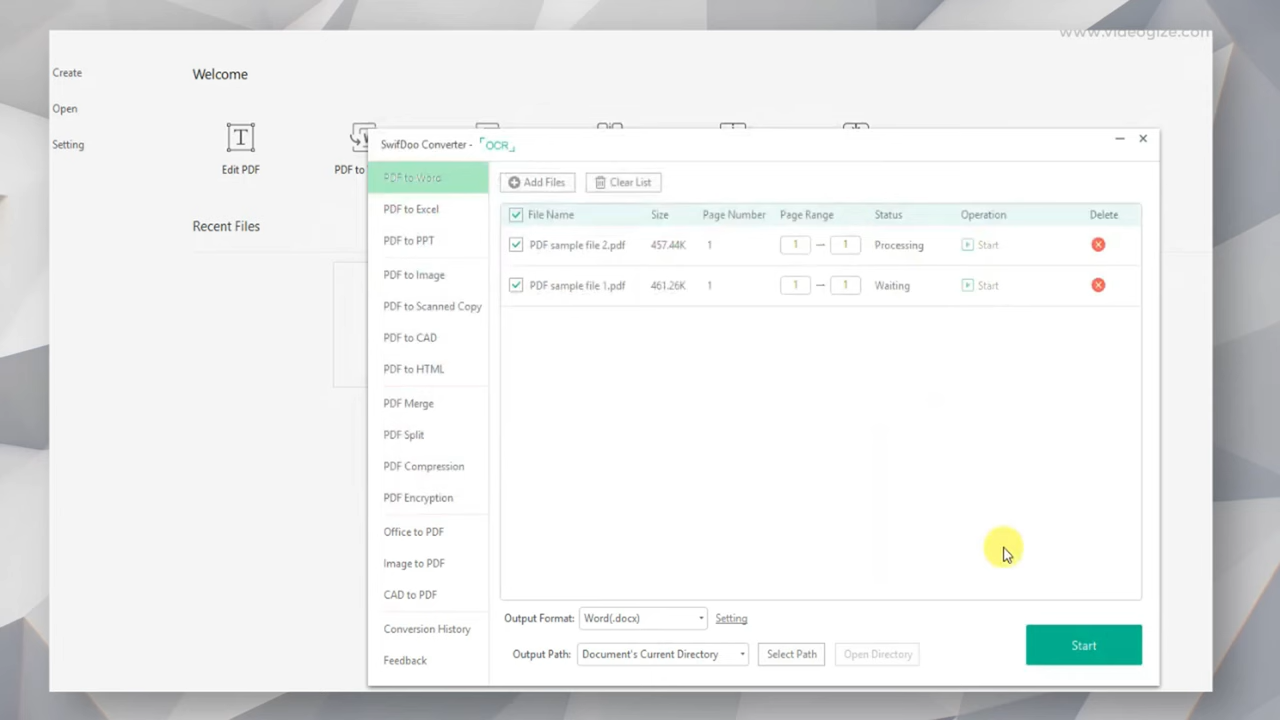 www.videogize.com
Create
Welcome
Open
Setting
Edit PDF
PDF to
Recent Files
SwifDoo Converter - OCR
PDF to Word
PDF to Excel
PDF to PPT
PDF to Image
PDF to Scanned Copy
PDF to CAD
PDF to HTML
PDF Merge
PDF Split
PDF Compression
PDF Encryption
Office to PDF
Image to PDF
CAD to PDF
Conversion History
Feedback
Add Files Clear List
File Name Size Page Number Page Range Status Operation Delete
PDF sample file 2.pdf 457.44K 1 1 — 1 Processing Start
PDF sample file 1.pdf 461.26K 1 1 — 1 Waiting Start
Output Format: Word(.docx) Setting
Output Path: Document's Current Directory Select Path Open Directory
Start